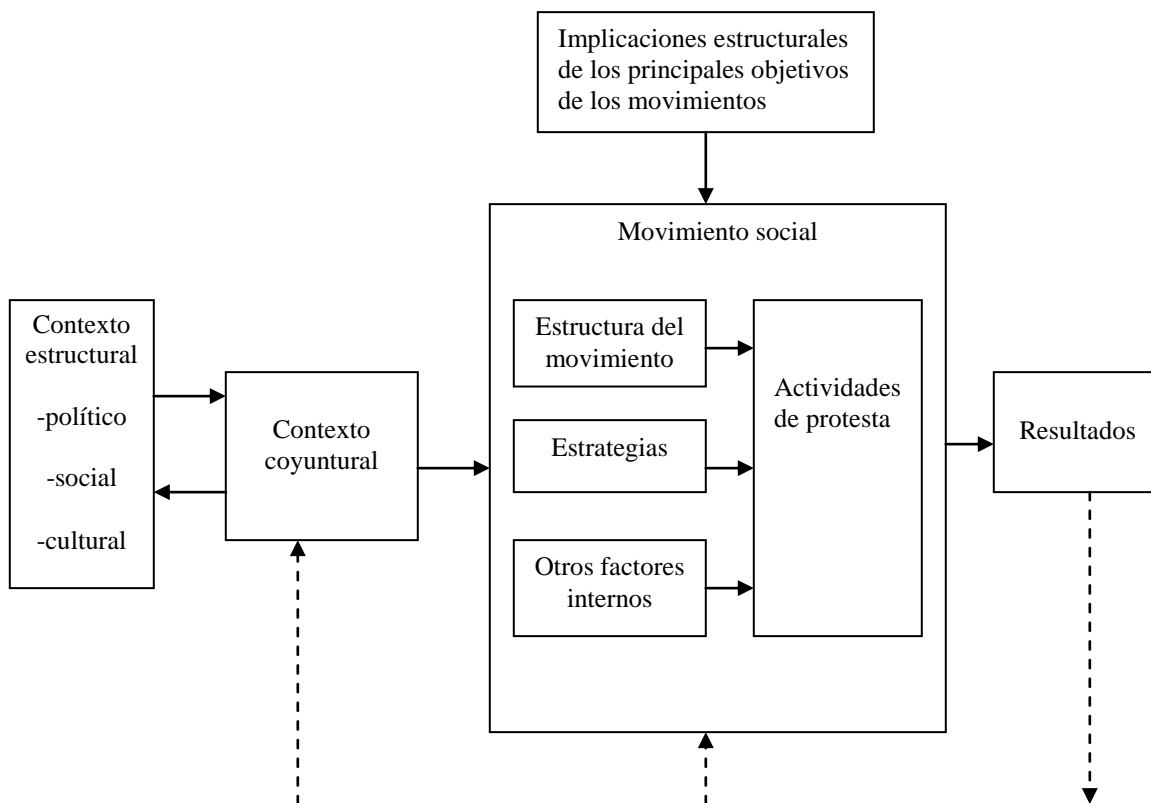 Implicaciones estructurales
de los principales objetivos
de los movimientos
Movimiento social
Contexto
estructural
-político
-social
-cultural
Contexto
coyuntural
Estructura del
movimiento
Estrategias
Otros factores
internos
Actividades
de protesta
Resultados